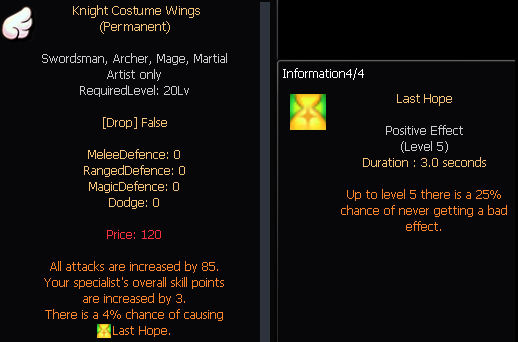 Knight Costume Wings
(Permanent)
Swordsman, Archer, Mage, Martial
Artist only
RequiredLevel: 20Lv
[Drop] False
MeleeDefence: 0
RangedDefence: 0
MagicDefence: 0
Dodge: 0
Price: 120
All attacks are increased by 85.
Your specialist's overall skill points
are increased by 3.
There is a 4% chance of causing
Last Hope.
Information4/4
Last Hope
Positive Effect
(Level 5)
Duration : 3.0 seconds
Up to level 5 there is a 25%
chance of never getting a bad
effect.